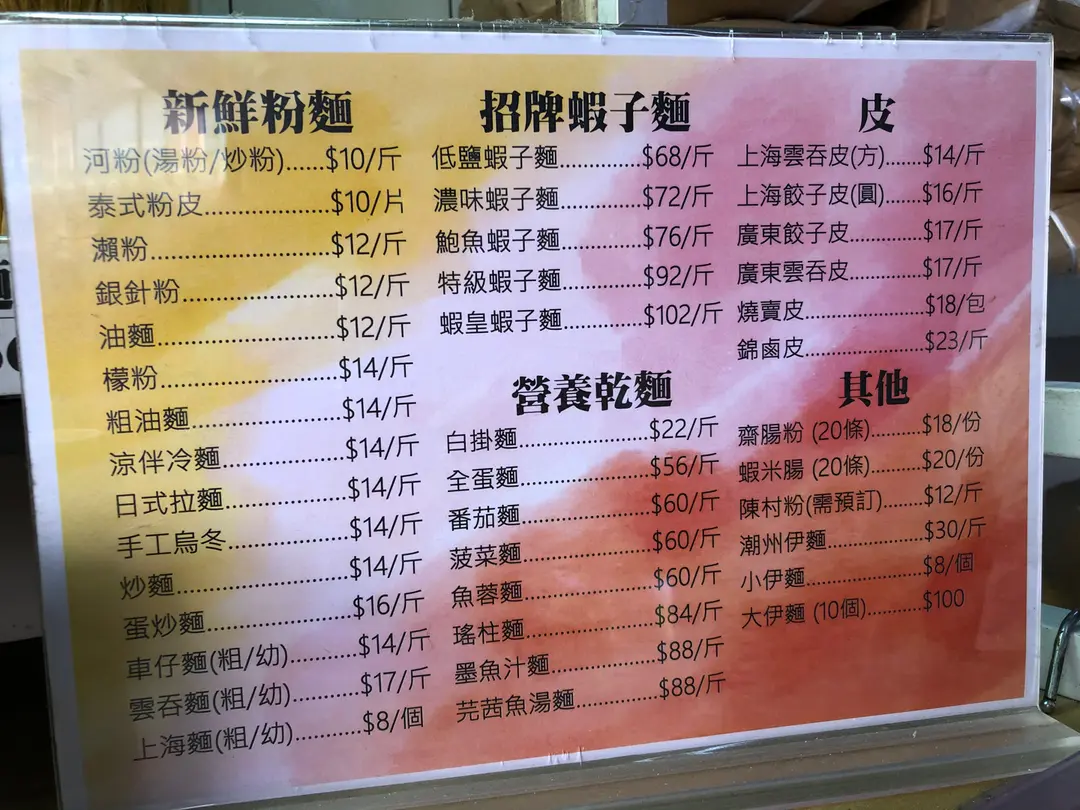 新鮮粉麵
河粉(湯粉/炒粉)......$10/斤
泰式粉皮....................$10/片
瀨粉............................$12/斤
銀針粉........................$12/斤
油麵............................$12/斤
檬粉............................$14/斤
粗油麵........................$14/斤
涼伴冷麵....................$14/斤
日式拉麵....................$14/斤
手工烏冬....................$14/斤
炒麵............................$14/斤
蛋炒麵........................$16/斤
車仔麵(粗/幼)...........$14/斤
雲吞麵(粗/幼)...........$17/斤
上海麵(粗/幼)...........$8/個
招牌蝦子麵
低鹽蝦子麵.............$68/斤
濃味蝦子麵.............$72/斤
鮑魚蝦子麵.............$76/斤
特級蝦子麵.............$92/斤
蝦皇蝦子麵.............$102/斤
營養乾麵
白掛麵.....................$22/斤
全蛋麵.....................$56/斤
番茄麵.....................$60/斤
菠菜麵.....................$60/斤
魚蓉麵.....................$60/斤
瑤柱麵.....................$84/斤
墨魚汁麵.................$88/斤
芫茜魚湯麵.............$88/斤
皮
上海雲吞皮(方)......$14/斤
上海餃子皮(圓)......$16/斤
廣東餃子皮............$17/斤
廣東雲吞皮............$17/斤
燒賣皮...................$18/包
錦鹵皮...................$23/斤
其他
齋腸粉 (20條)........$18/份
蝦米腸 (20條)........$20/份
陳村粉(需預訂)......$12/斤
潮州伊麵................$30/斤
小伊麵...................$8/個
大伊麵 (10個)........$100